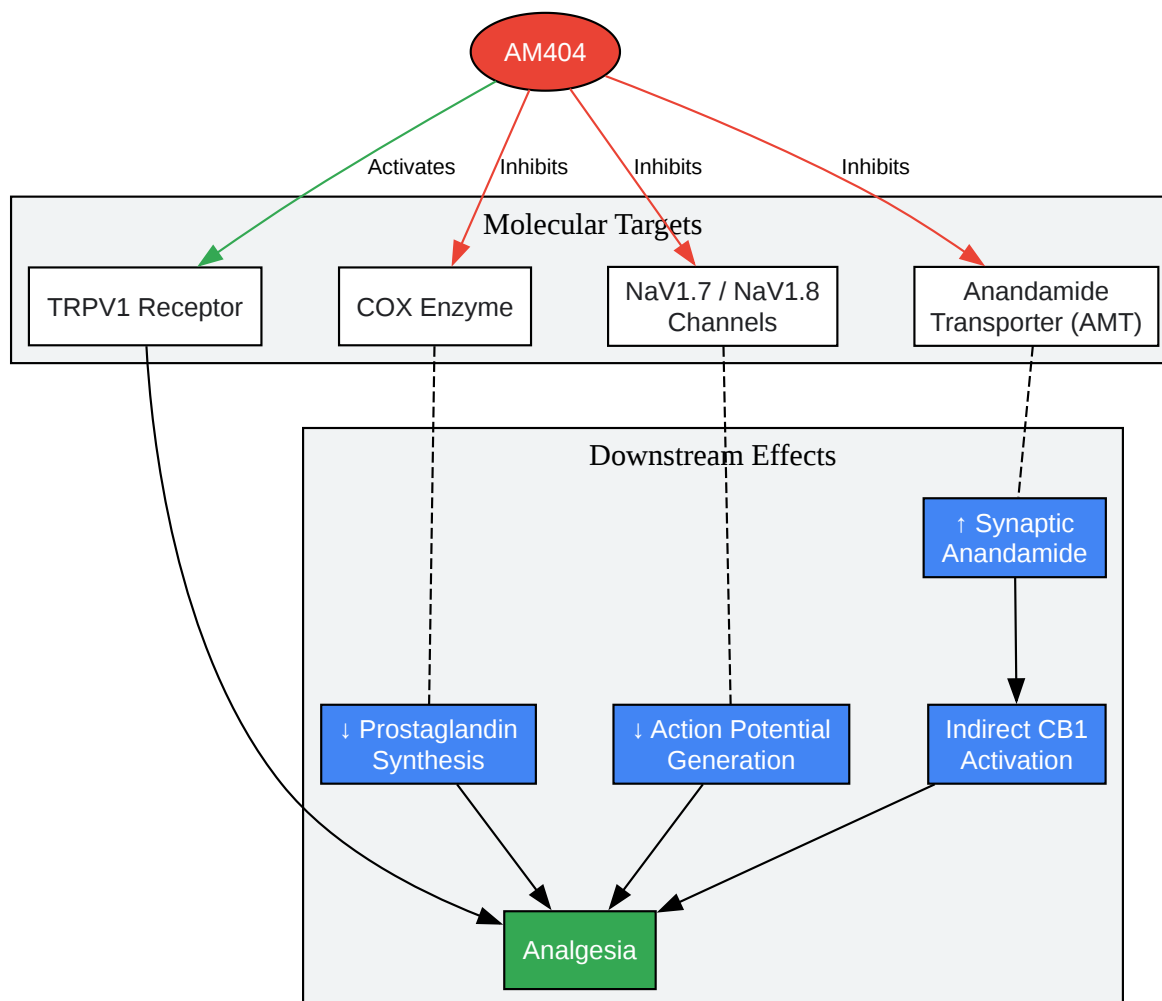 AM404
Activates
Inhibits
Inhibits
Inhibits
Molecular Targets
TRPV1 Receptor
COX Enzyme
NaV1.7 / NaV1.8
Channels
Anandamide
Transporter (AMT)
Downstream Effects
↑ Synaptic
Anandamide
↓ Prostaglandin
Synthesis
↓ Action Potential
Generation
Indirect CB1
Activation
Analgesia